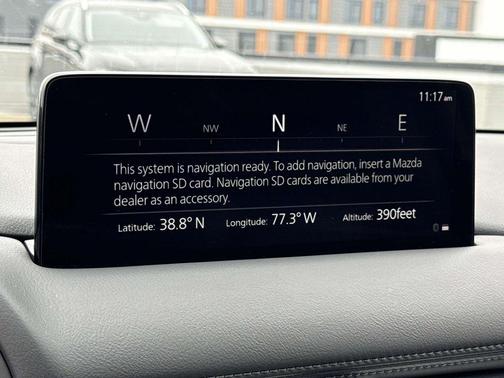 11:17am
W NW N NE E
This system is navigation ready. To add navigation, insert a Mazda
navigation SD card. Navigation SD cards are available from your
dealer as an accessory.
Latitude: 38.8° N Longitude: 77.3° W Altitude: 390feet